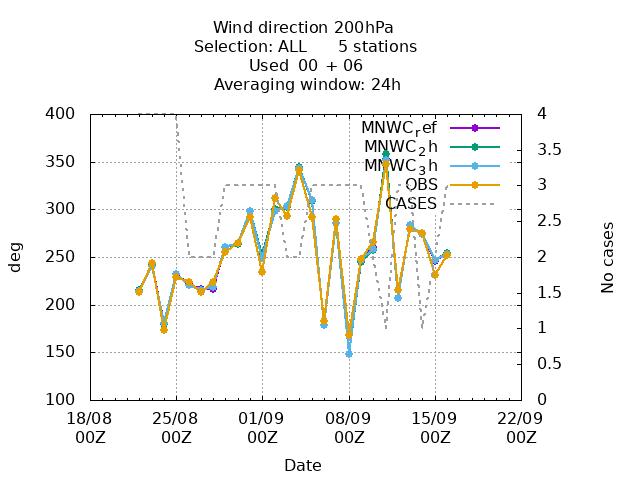 Wind direction 200hPa
Selection: ALL 5 stations
Used 00 + 06
Averaging window: 24h
400
350
300
250
200
150
100
deg
4
3.5
3
2.5
2
1.5
1
0.5
0
No cases
MNWCref
MNWC2h
MNWC3h
OBS
CASES
18/08 25/08 01/09 08/09 15/09 22/09
00Z 00Z 00Z 00Z 00Z 00Z
Date